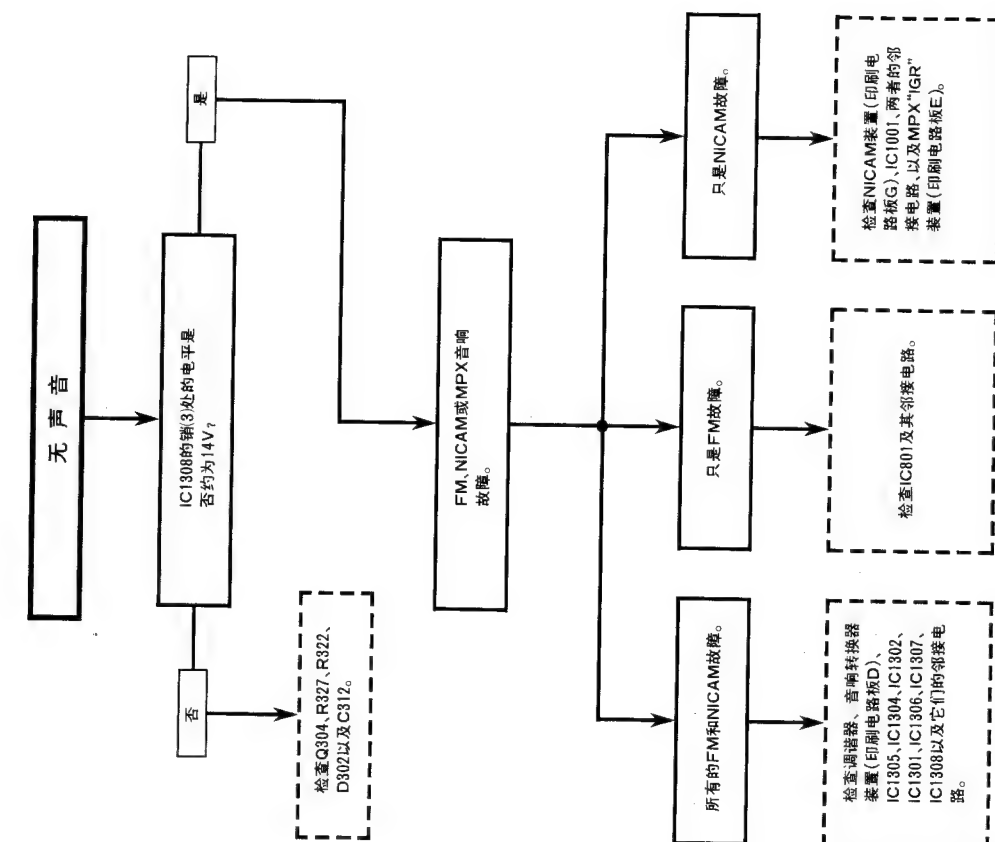 无声音
IC1308的销(3)处的电平是
否约为14V?
否
是
检查Q304、R327、R322、
D302以及C312。
FM、NICAM或MPX音响
故障。
所有的FM和NICAM故障。
只是FM故障。
只是NICAM故障。
检查调谐器、音响转换器
装置(印刷电路板D)、
IC1305、IC1304、IC1302、
IC1301、IC1306、IC1307、
IC1308以及它们的邻接电
路。
检查IC801及其邻接电路。
检查NICAM装置(印刷电
路板G)、IC1001、两者的邻
接电路、以及MPX“IGR”
装置(印刷电路板E)。